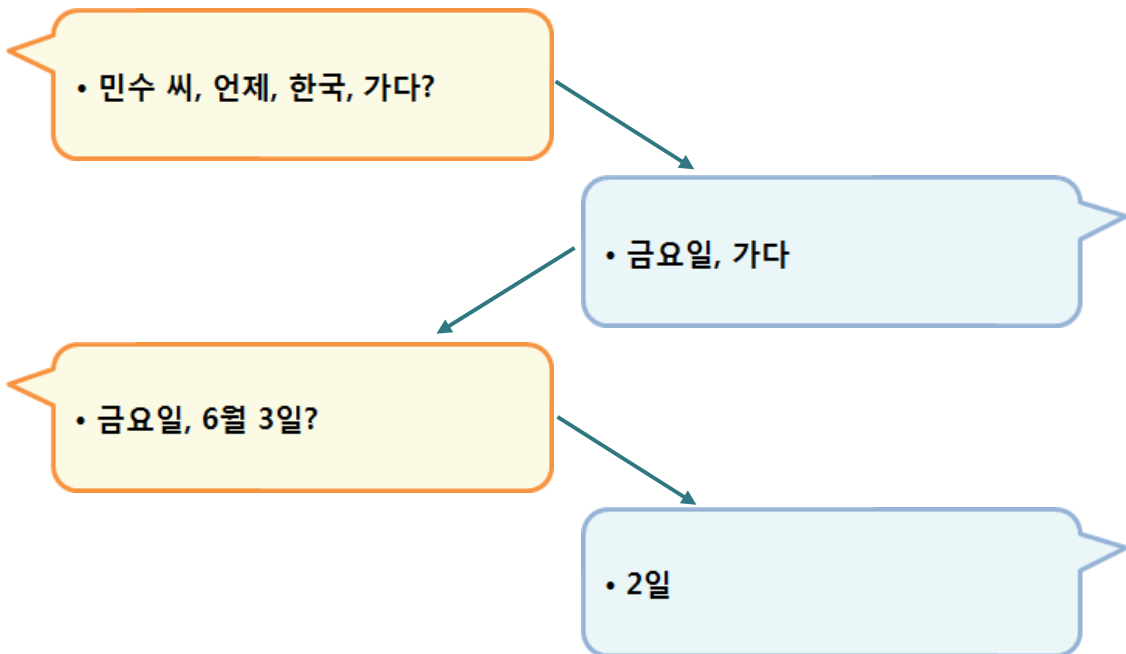 • 민수 씨, 언제, 한국, 가다?
• 금요일, 가다
• 금요일, 6월 3일?
• 2일